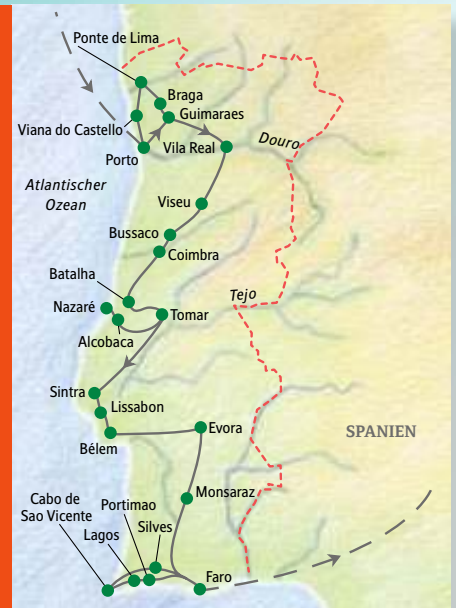 Ponte de Lima
Braga
Guimaraes
Viana do Castello
Vila Real
Porto
Douro
Atlantischer
Ozean
Viseu
Bussaco
Coimbra
Batalha
Nazaré
Tejo
Tomar
Alcobaca
Sintra
Lissabon
Evora
SPANIEN
Bélem
Monsaraz
Cabo de
Sao Vicente
Portimao
Silves
Lagos
Faro